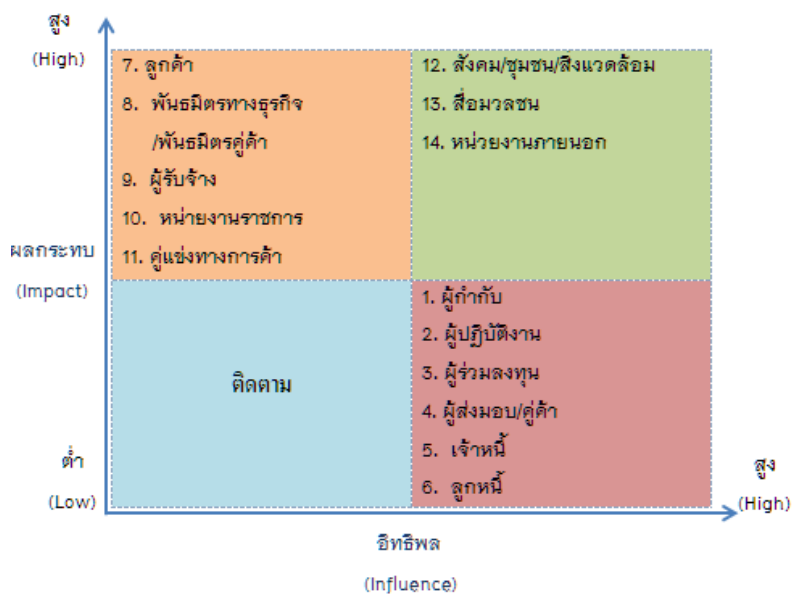 สูง
(High)
7. ลูกค้า
8. พันธมิตรทางธุรกิจ
/พันธมิตรคู่ค้า
9. ผู้รับจ้าง
10. หน่ายงานราชการ
11. คู่แข่งทางการค้า
12. สังคม/ชุมชน/สิ่งแวดล้อม
13. สื่อมวลชน
14. หน่วยงานภายนอก
ผลกระทบ
(Impact)
ติดตาม
1. ผู้กำกับ
2. ผู้ปฏิบัติงาน
3. ผู้ร่วมลงทุน
4. ผู้ส่งมอบ/คู่ค้า
5. เจ้าหนี้
6. ลูกหนี้
ต่ำ
(Low)
สูง
(High)
อิทธิพล
(Influence)